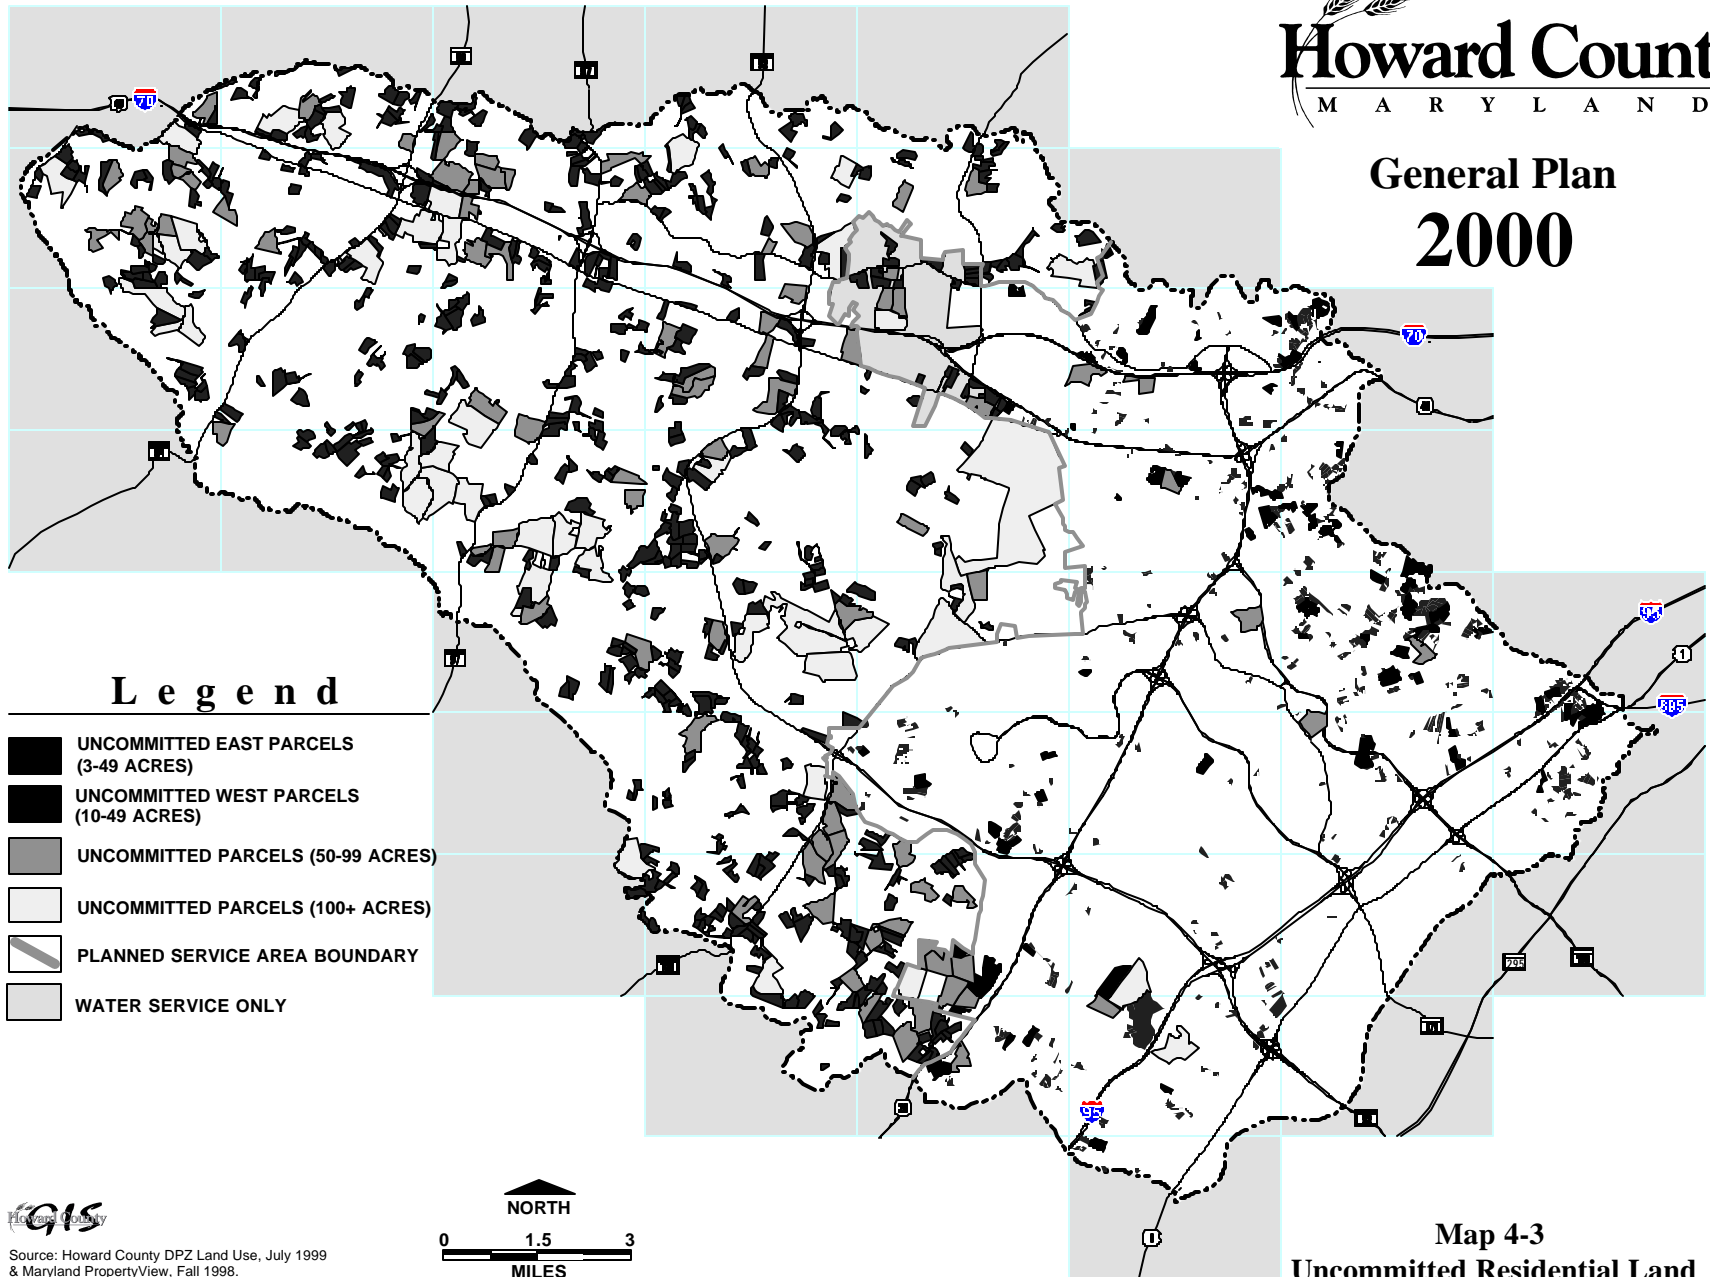 Howard Count
MARYLAND
General Plan
2000
70
70
95
1
395
295
95
Legend
UNCOMMITTED EAST PARCELS
(3-49 ACRES)
UNCOMMITTED WEST PARCELS
(10-49 ACRES)
UNCOMMITTED PARCELS (50-99 ACRES)
UNCOMMITTED PARCELS (100+ ACRES)
PLANNED SERVICE AREA BOUNDARY
WATER SERVICE ONLY
GIS
Howard County
Source: Howard County DPZ Land Use, July 1999
& Maryland PropertyView, Fall 1998.
NORTH
0 1.5 3
MILES
Map 4-3
Uncommitted Residential Land